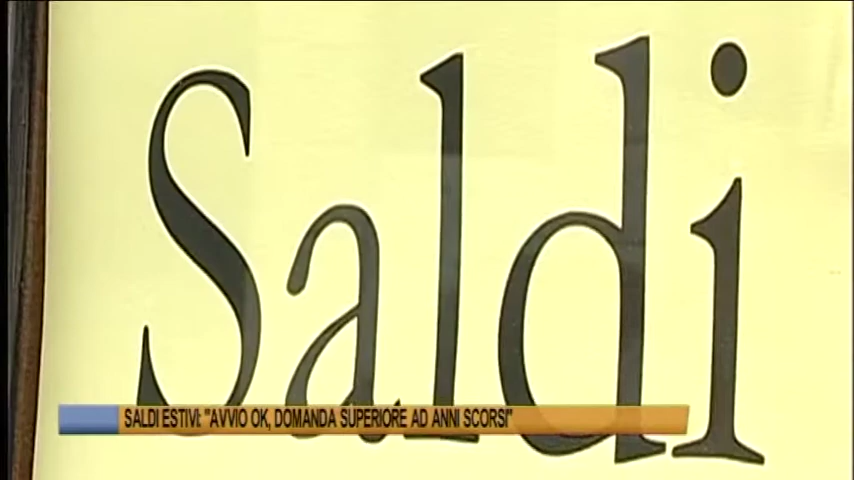 Saldi
SALDI ESTIVI: "AVVIO OK, DOMANDA SUPERIORE AD ANNI SCORSI"